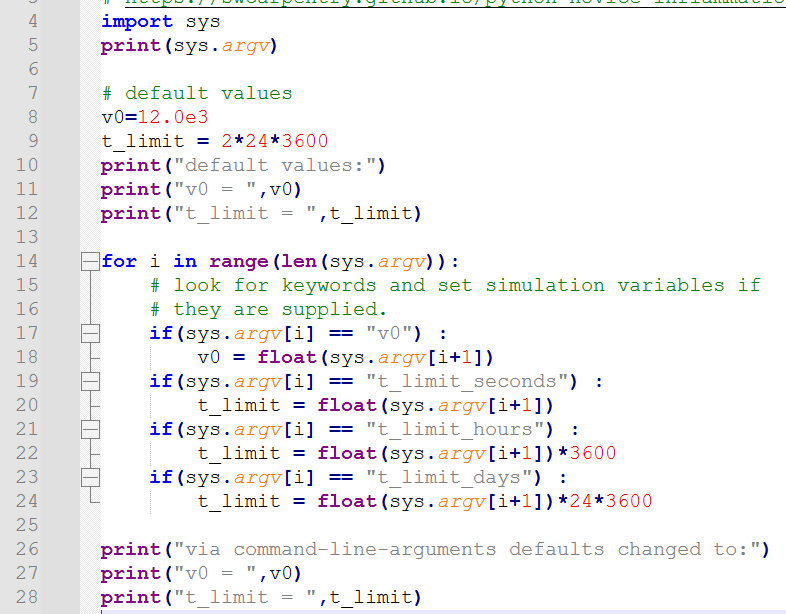 3 # https://swcarpentry.github.io/python-novice-inflammatio
4 import sys
5 print(sys.argv)
6
7 # default values
8 v0=12.0e3
9 t_limit = 2*24*3600
10 print("default values:")
11 print("v0 = ",v0)
12 print("t_limit = ",t_limit)
13
14 for i in range(len(sys.argv)):
15     # look for keywords and set simulation variables if
16     # they are supplied.
17     if(sys.argv[i] == "v0") :
18         v0 = float(sys.argv[i+1])
19     if(sys.argv[i] == "t_limit_seconds") :
20         t_limit = float(sys.argv[i+1])
21     if(sys.argv[i] == "t_limit_hours") :
22         t_limit = float(sys.argv[i+1])*3600
23     if(sys.argv[i] == "t_limit_days") :
24         t_limit = float(sys.argv[i+1])*24*3600
25
26 print("via command-line-arguments defaults changed to:")
27 print("v0 = ",v0)
28 print("t_limit = ",t_limit)